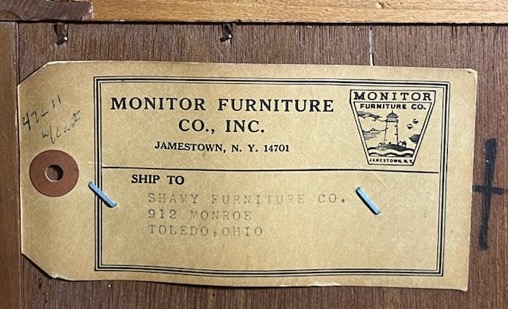 MONITOR FURNITURE
CO., INC.
JAMESTOWN, N. Y. 14701
MONITOR
FURNITURE CO.
JAMESTOWN, N.Y.
SHIP TO
SHAMY FURNITURE CO.
912 MONROE
TOLEDO,OHIO